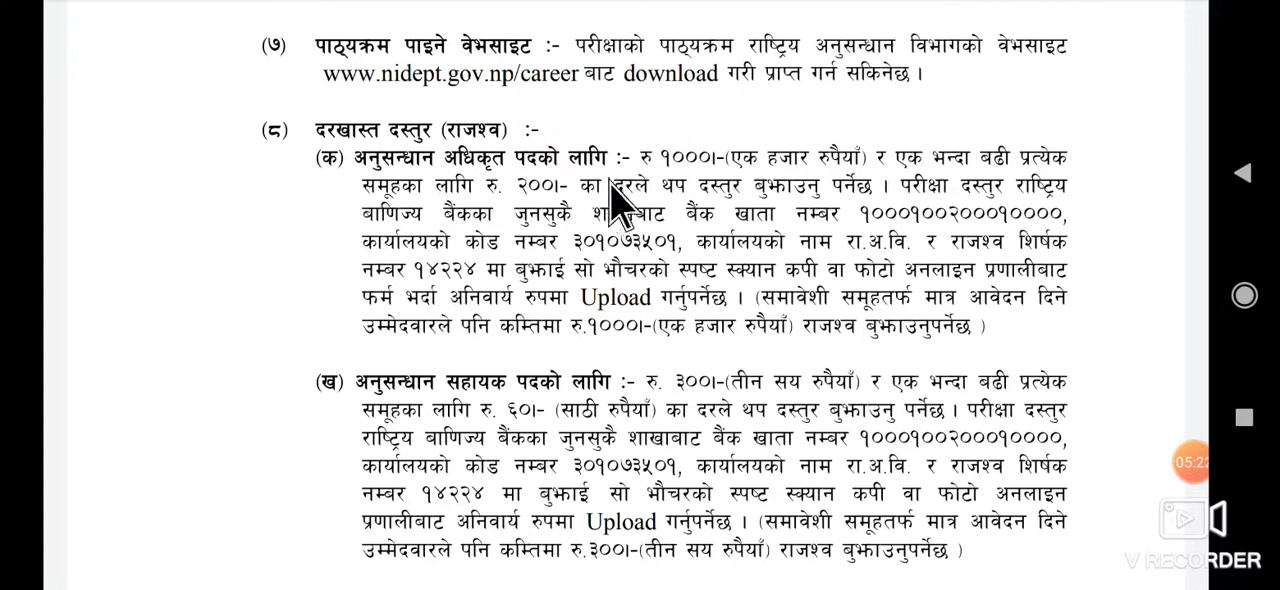 (७) पाठ्यक्रम पाइने वेभसाइट :- परीक्षाको पाठ्यक्रम राष्ट्रिय अनुसन्धान विभागको वेभसाइट
www.nidept.gov.np/career बाट download गरी प्राप्त गर्न सकिनेछ ।
(८) दरखास्त दस्तुर (राजश्व) :-
(क) अनुसन्धान अधिकृत पदको लागि :- रु १०००।-(एक हजार रुपैयाँ) र एक भन्दा बढी प्रत्येक
समूहका लागि रु. २००।- का दरले थप दस्तुर बुझाउनु पर्नेछ । परीक्षा दस्तुर राष्ट्रिय
बाणिज्य बैंकका जुनसुकै बैंक खाता नम्बर १०००१००२०००१००००,
कार्यालयको कोड नम्बर ३०१०७३५०१, कार्यालयको नाम रा.अ.वि. र राजश्व शिर्षक
नम्बर १४२२४ मा बुझाई सो भौचरको स्पष्ट स्क्यान कपी वा फोटो अनलाइन प्रणालीबाट
फर्म भर्दा अनिवार्य रुपमा Upload गर्नुपर्नेछ । (समावेशी समूहतर्फ मात्र आवेदन दिने
उम्मेदवारले पनि कम्तिमा रु.१०००।-(एक हजार रुपैयाँ) राजश्व बुझाउनुपर्नेछ )
(ख) अनुसन्धान सहायक पदको लागि :- रु. ३००।-(तीन सय रुपैयाँ) र एक भन्दा बढी प्रत्येक
समूहका लागि रु. ६०।- (साठी रुपैयाँ) का दरले थप दस्तुर बुझाउनु पर्नेछ । परीक्षा दस्तुर
राष्ट्रिय बाणिज्य बैंकका जुनसुकै शाखाबाट बैंक खाता नम्बर १०००१००२०००१००००,
कार्यालयको कोड नम्बर ३०१०७३५०१, कार्यालयको नाम रा.अ.वि. र राजश्व शिर्षक
नम्बर १४२२४ मा बुझाई सो भौचरको स्पष्ट स्क्यान कपी वा फोटो अनलाइन
प्रणालीबाट अनिवार्य रुपमा Upload गर्नुपर्नेछ । (समावेशी समूहतर्फ मात्र आवेदन दिने
उम्मेदवारले पनि कम्तिमा रु.३००।-(तीन सय रुपैयाँ) राजश्व बुझाउनुपर्नेछ )
05:22
V RECORDER